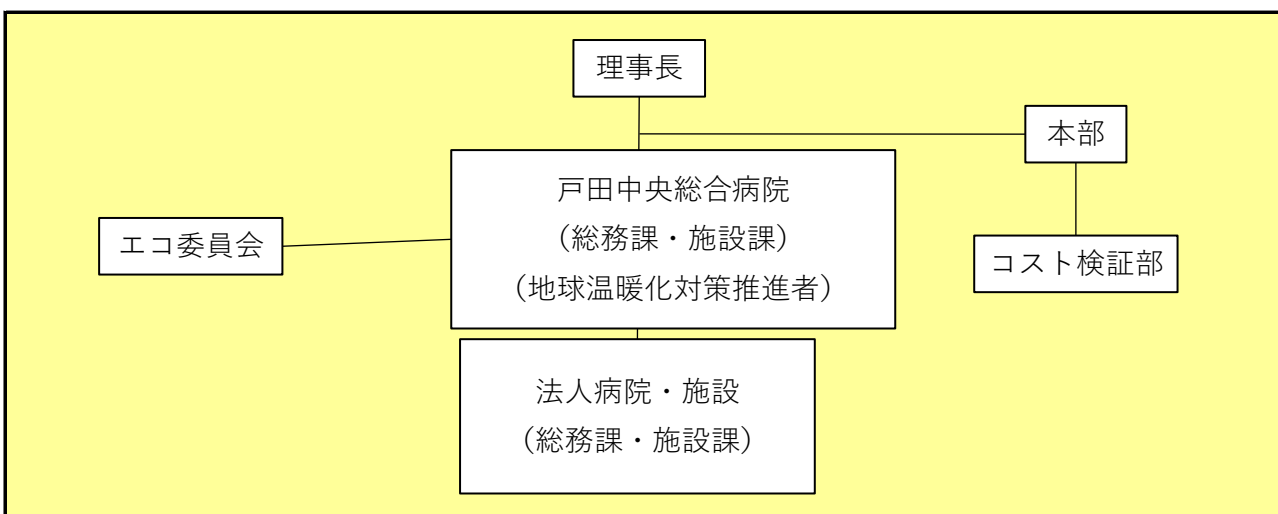 理事長
本部
戸田中央総合病院
（総務課・施設課）
（地球温暖化対策推進者）
エコ委員会
コスト検証部
法人病院・施設
（総務課・施設課）